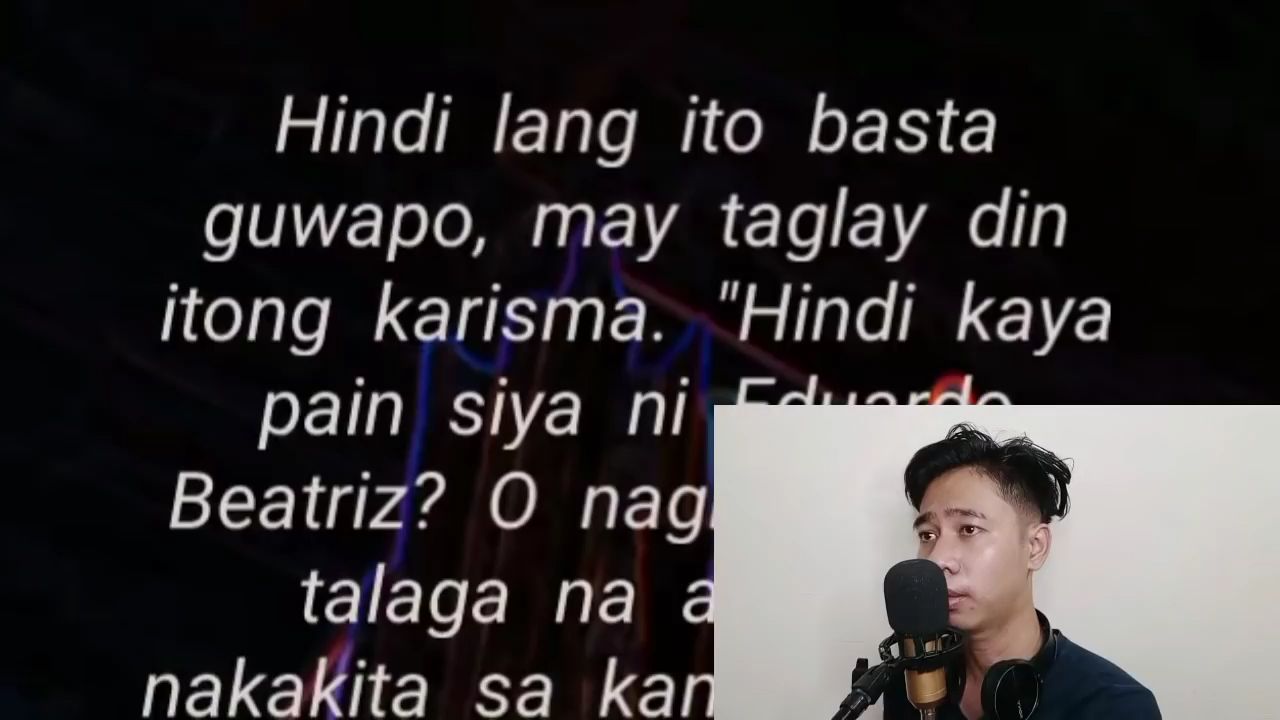 Hindi lang ito basta
guwapo, may taglay din
itong karisma. "Hindi kaya
pain siya ni Eduardo
Beatriz? O
talaga na
nakakita sa